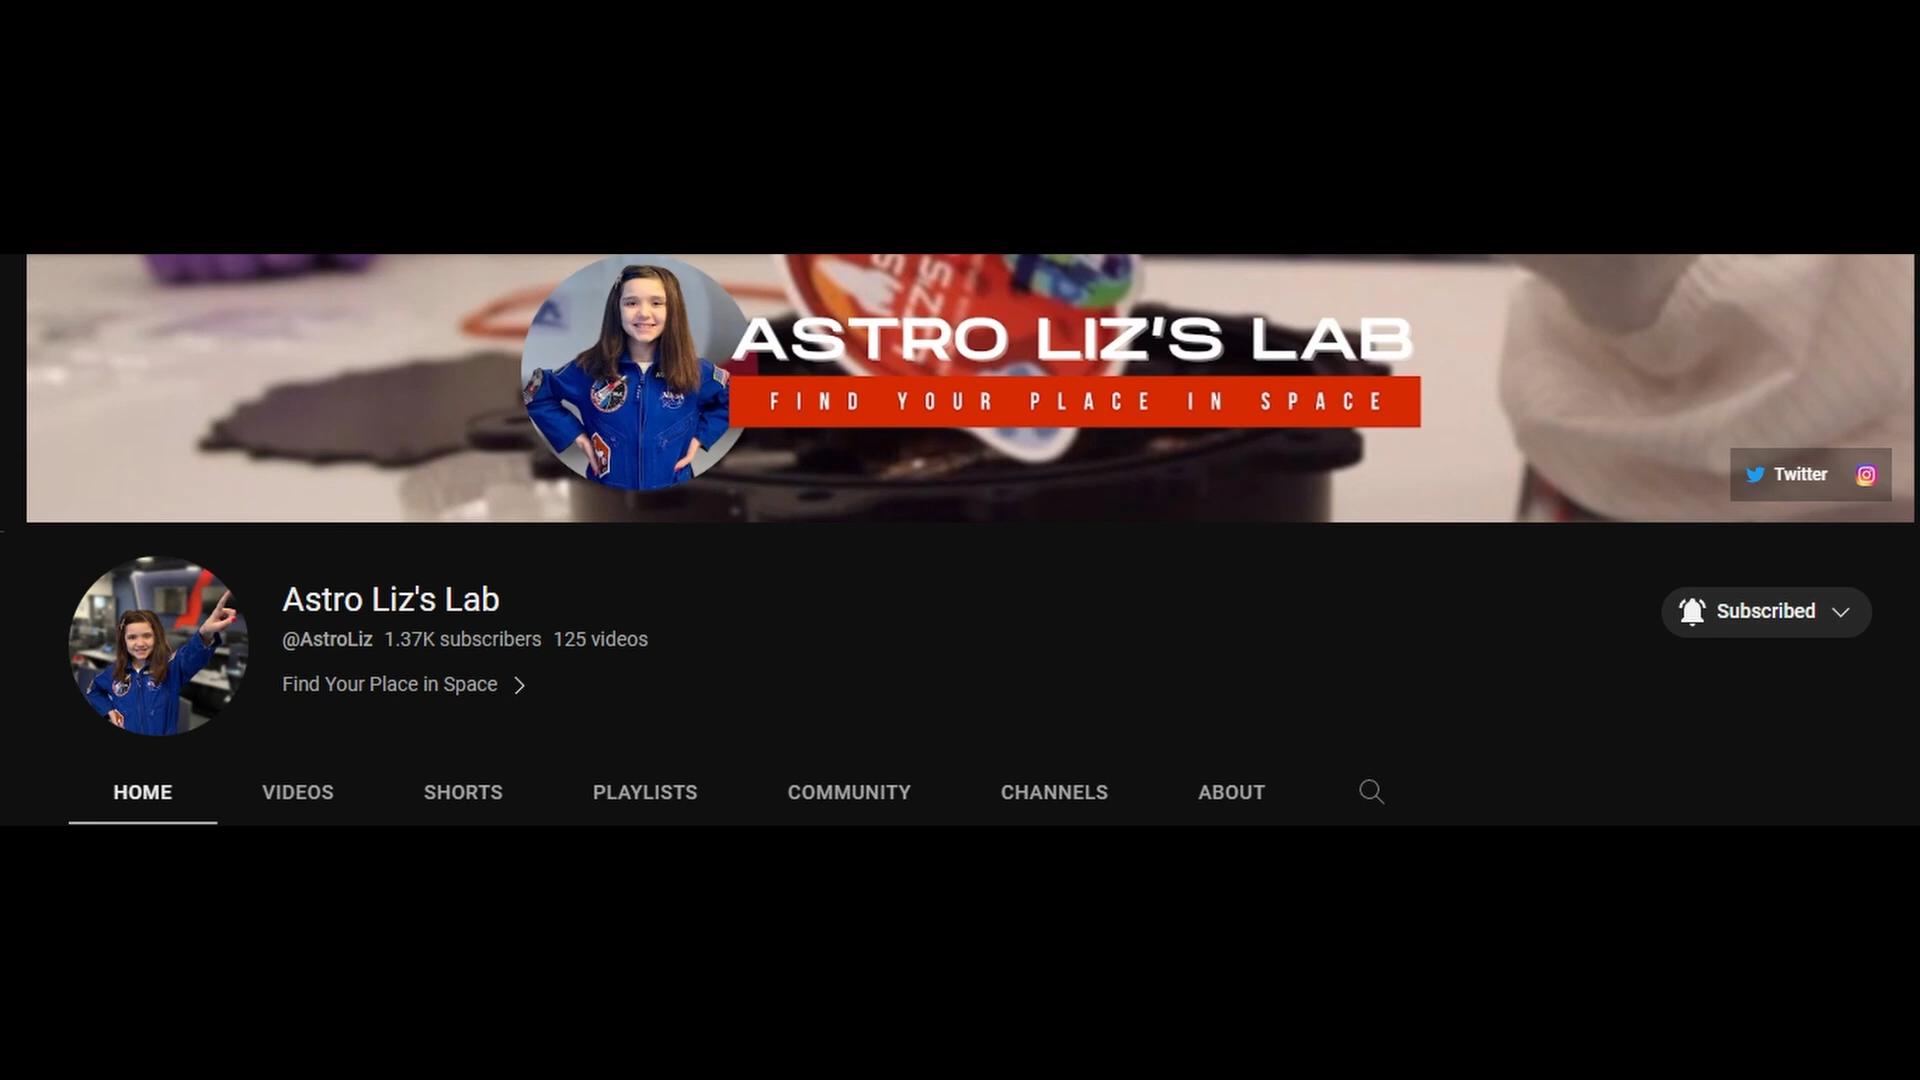 ASTRO LIZ'S LAB
FIND YOUR PLACE IN SPACE
Twitter
Astro Liz's Lab
@AstroLiz 1.37K subscribers 125 videos
Find Your Place in Space
Subscribed
HOME VIDEOS SHORTS PLAYLISTS COMMUNITY CHANNELS ABOUT